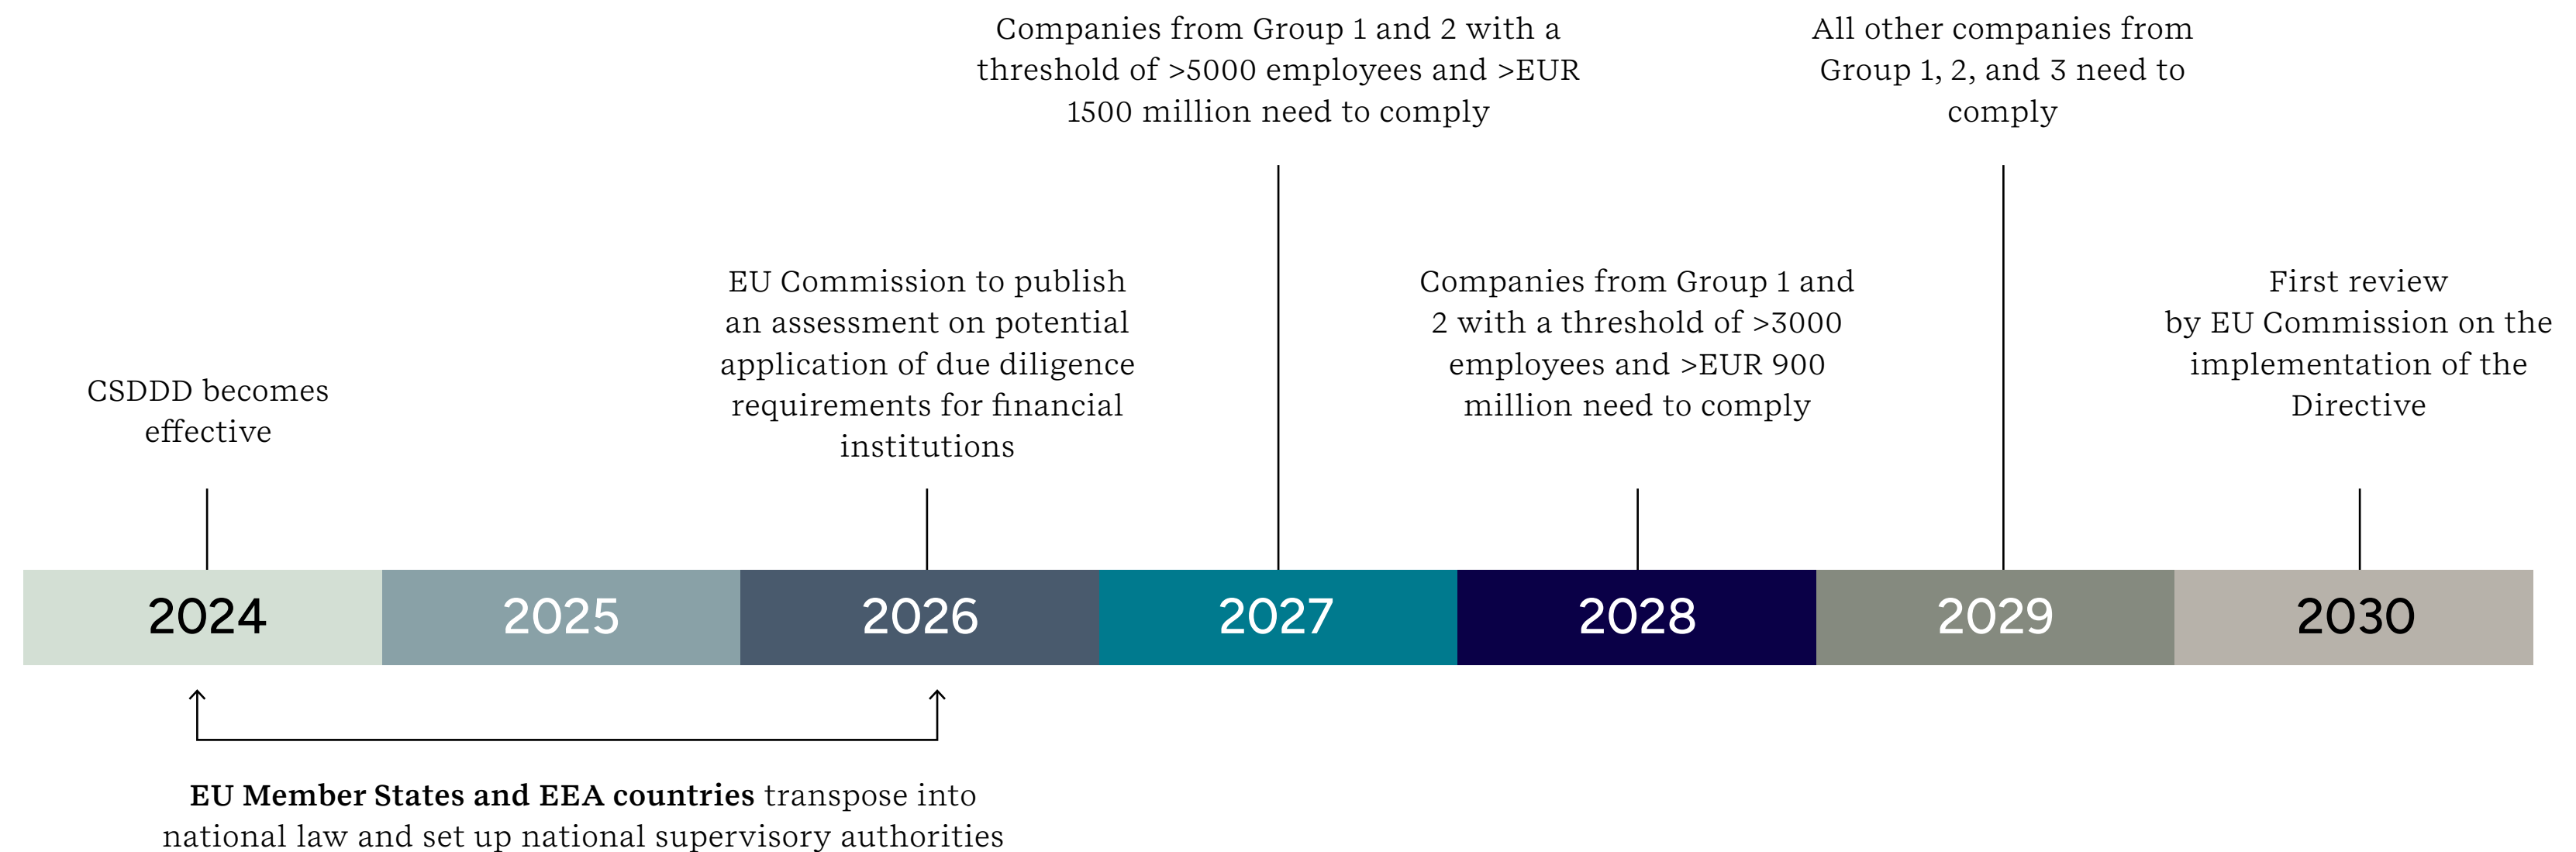 Companies from Group 1 and 2 with a
threshold of >5000 employees and >EUR
1500 million need to comply
All other companies from
Group 1, 2, and 3 need to
comply
CSDDD becomes
effective
EU Commission to publish
an assessment on potential
application of due diligence
requirements for financial
institutions
Companies from Group 1 and
2 with a threshold of >3000
employees and >EUR 900
million need to comply
First review
by EU Commission on the
implementation of the
Directive
2024
2025
2026
2027
2028
2029
2030
EU Member States and EEA countries transpose into
national law and set up national supervisory authorities